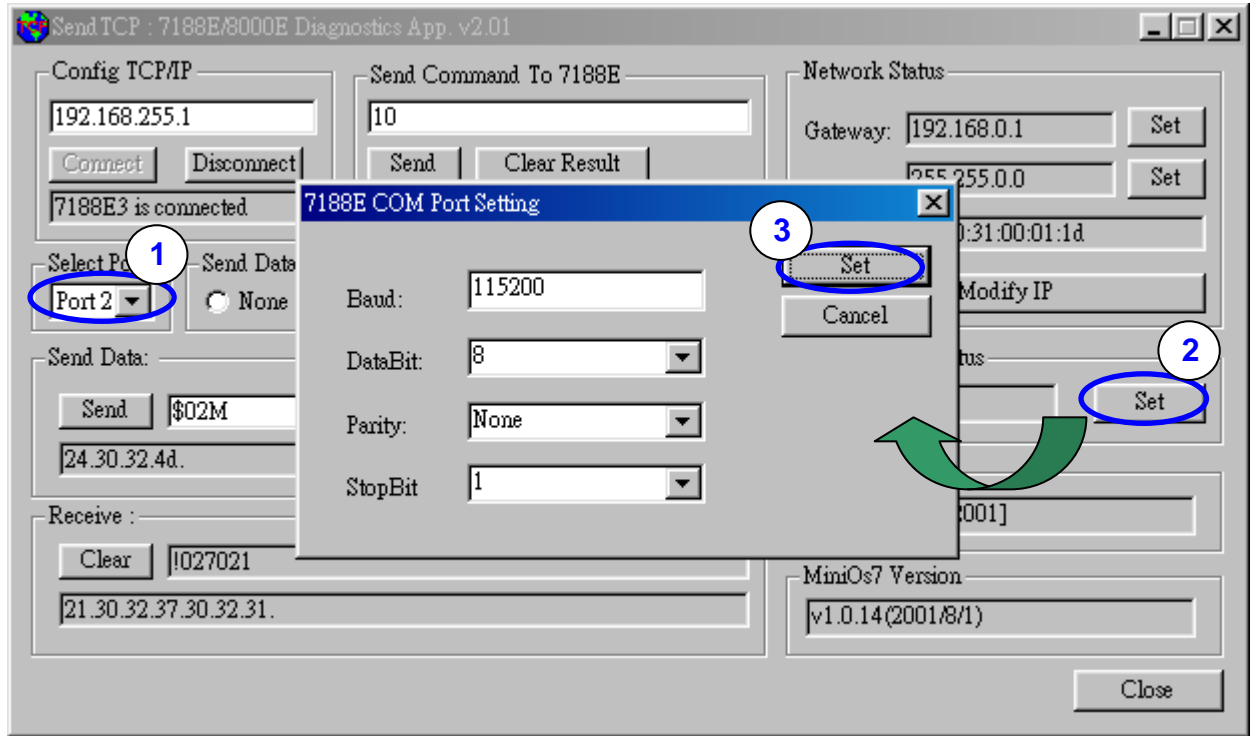 SendTCP : 7188E/8000E Diagnostics App. v2.01
Config TCP/IP
192.168.255.1
Connect Disconnect
7188E3 is connected
Send Command To 7188E
10
Send Clear Result
Network Status
Gateway: 192.168.0.1 Set
255.255.0.0 Set
0:31:00:01:1d
Modify IP
Select Po
1
Port 2
Send Data
None
7188E COM Port Setting
3
Baud: 115200
Set
DataBit: 8
Cancel
Parity: None
StopBit 1
tus
2
Set
Send Data:
Send $02M
24.30.32.4d.
2001]
Receive :
Clear !027021
21.30.32.37.30.32.31.
MiniOs7 Version
v1.0.14(2001/8/1)
Close